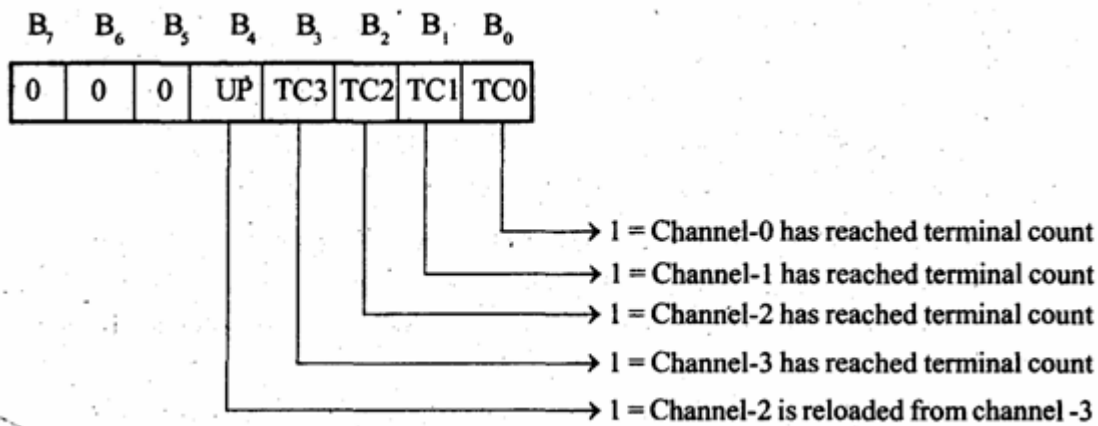 B₇ B₆ B₅ B₄ B₃ B₂ B₁ B₀
0 0 0 UP TC3 TC2 TC1 TC0
1 = Channel-0 has reached terminal count
1 = Channel-1 has reached terminal count
1 = Channel-2 has reached terminal count
1 = Channel-3 has reached terminal count
1 = Channel-2 is reloaded from channel -3